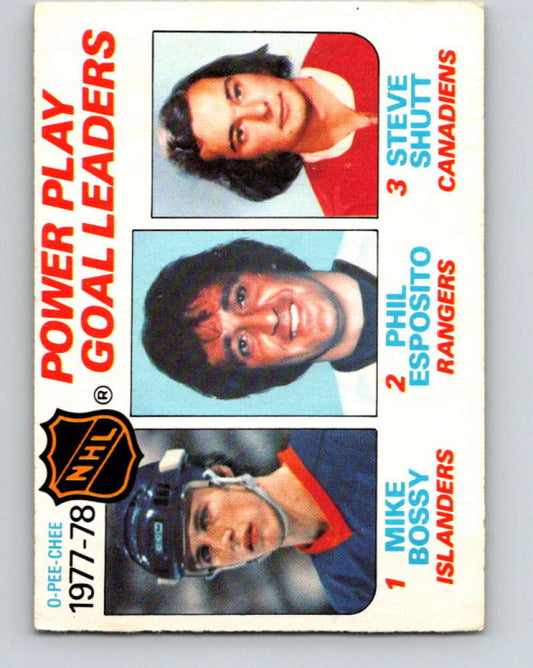 O-PEE-CHEE
1977-78
NHL
®
POWER PLAY
GOAL LEADERS
CCM
1 MIKE
BOSSY
ISLANDERS
2 PHIL
ESPOSITO
RANGERS
3 STEVE
SHUTT
CANADIENS